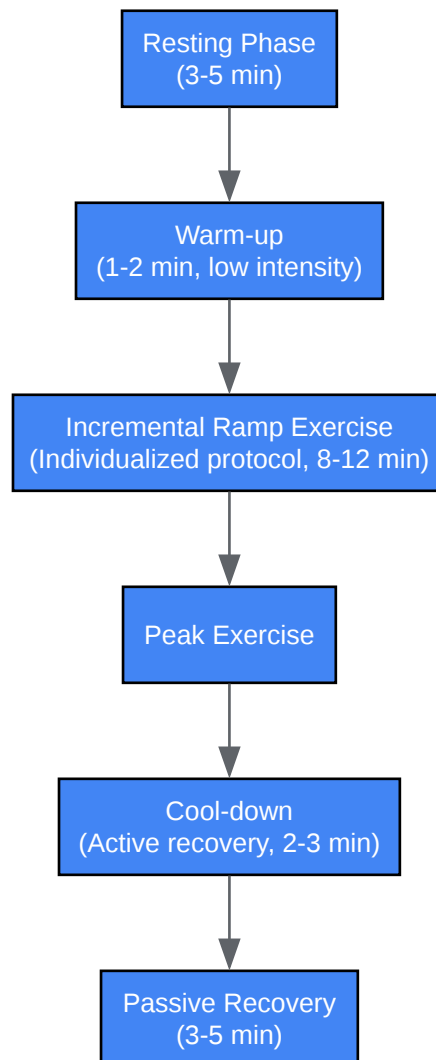 Resting Phase
(3-5 min)
Warm-up
(1-2 min, low intensity)
Incremental Ramp Exercise
(Individualized protocol, 8-12 min)
Peak Exercise
Cool-down
(Active recovery, 2-3 min)
Passive Recovery
(3-5 min)